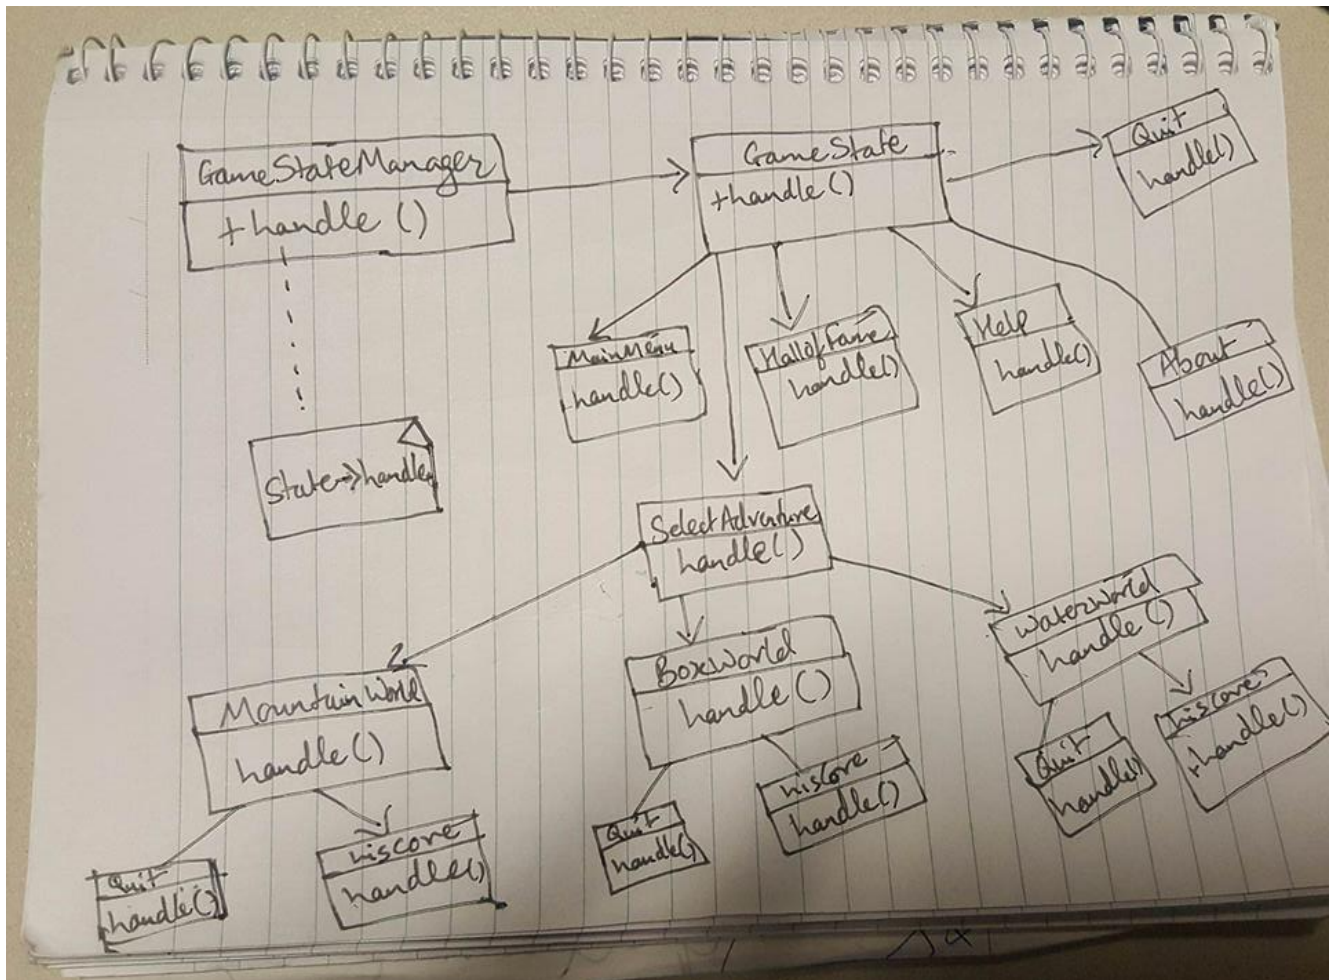 GameStateManager
+handle()
GameState
+handle()
Quit
handle()
MainMenu
handle()
HallofFame
handle()
Help
handle()
About
handle()
State->handle
SelectAdventure
handle()
MountainWorld
handle()
BoxWorld
handle()
WaterWorld
handle()
Quit
handle()
hiscore
handle()
Quit
handle()
hiscore
handle()
Quit
handle()
hiscore
+handle()